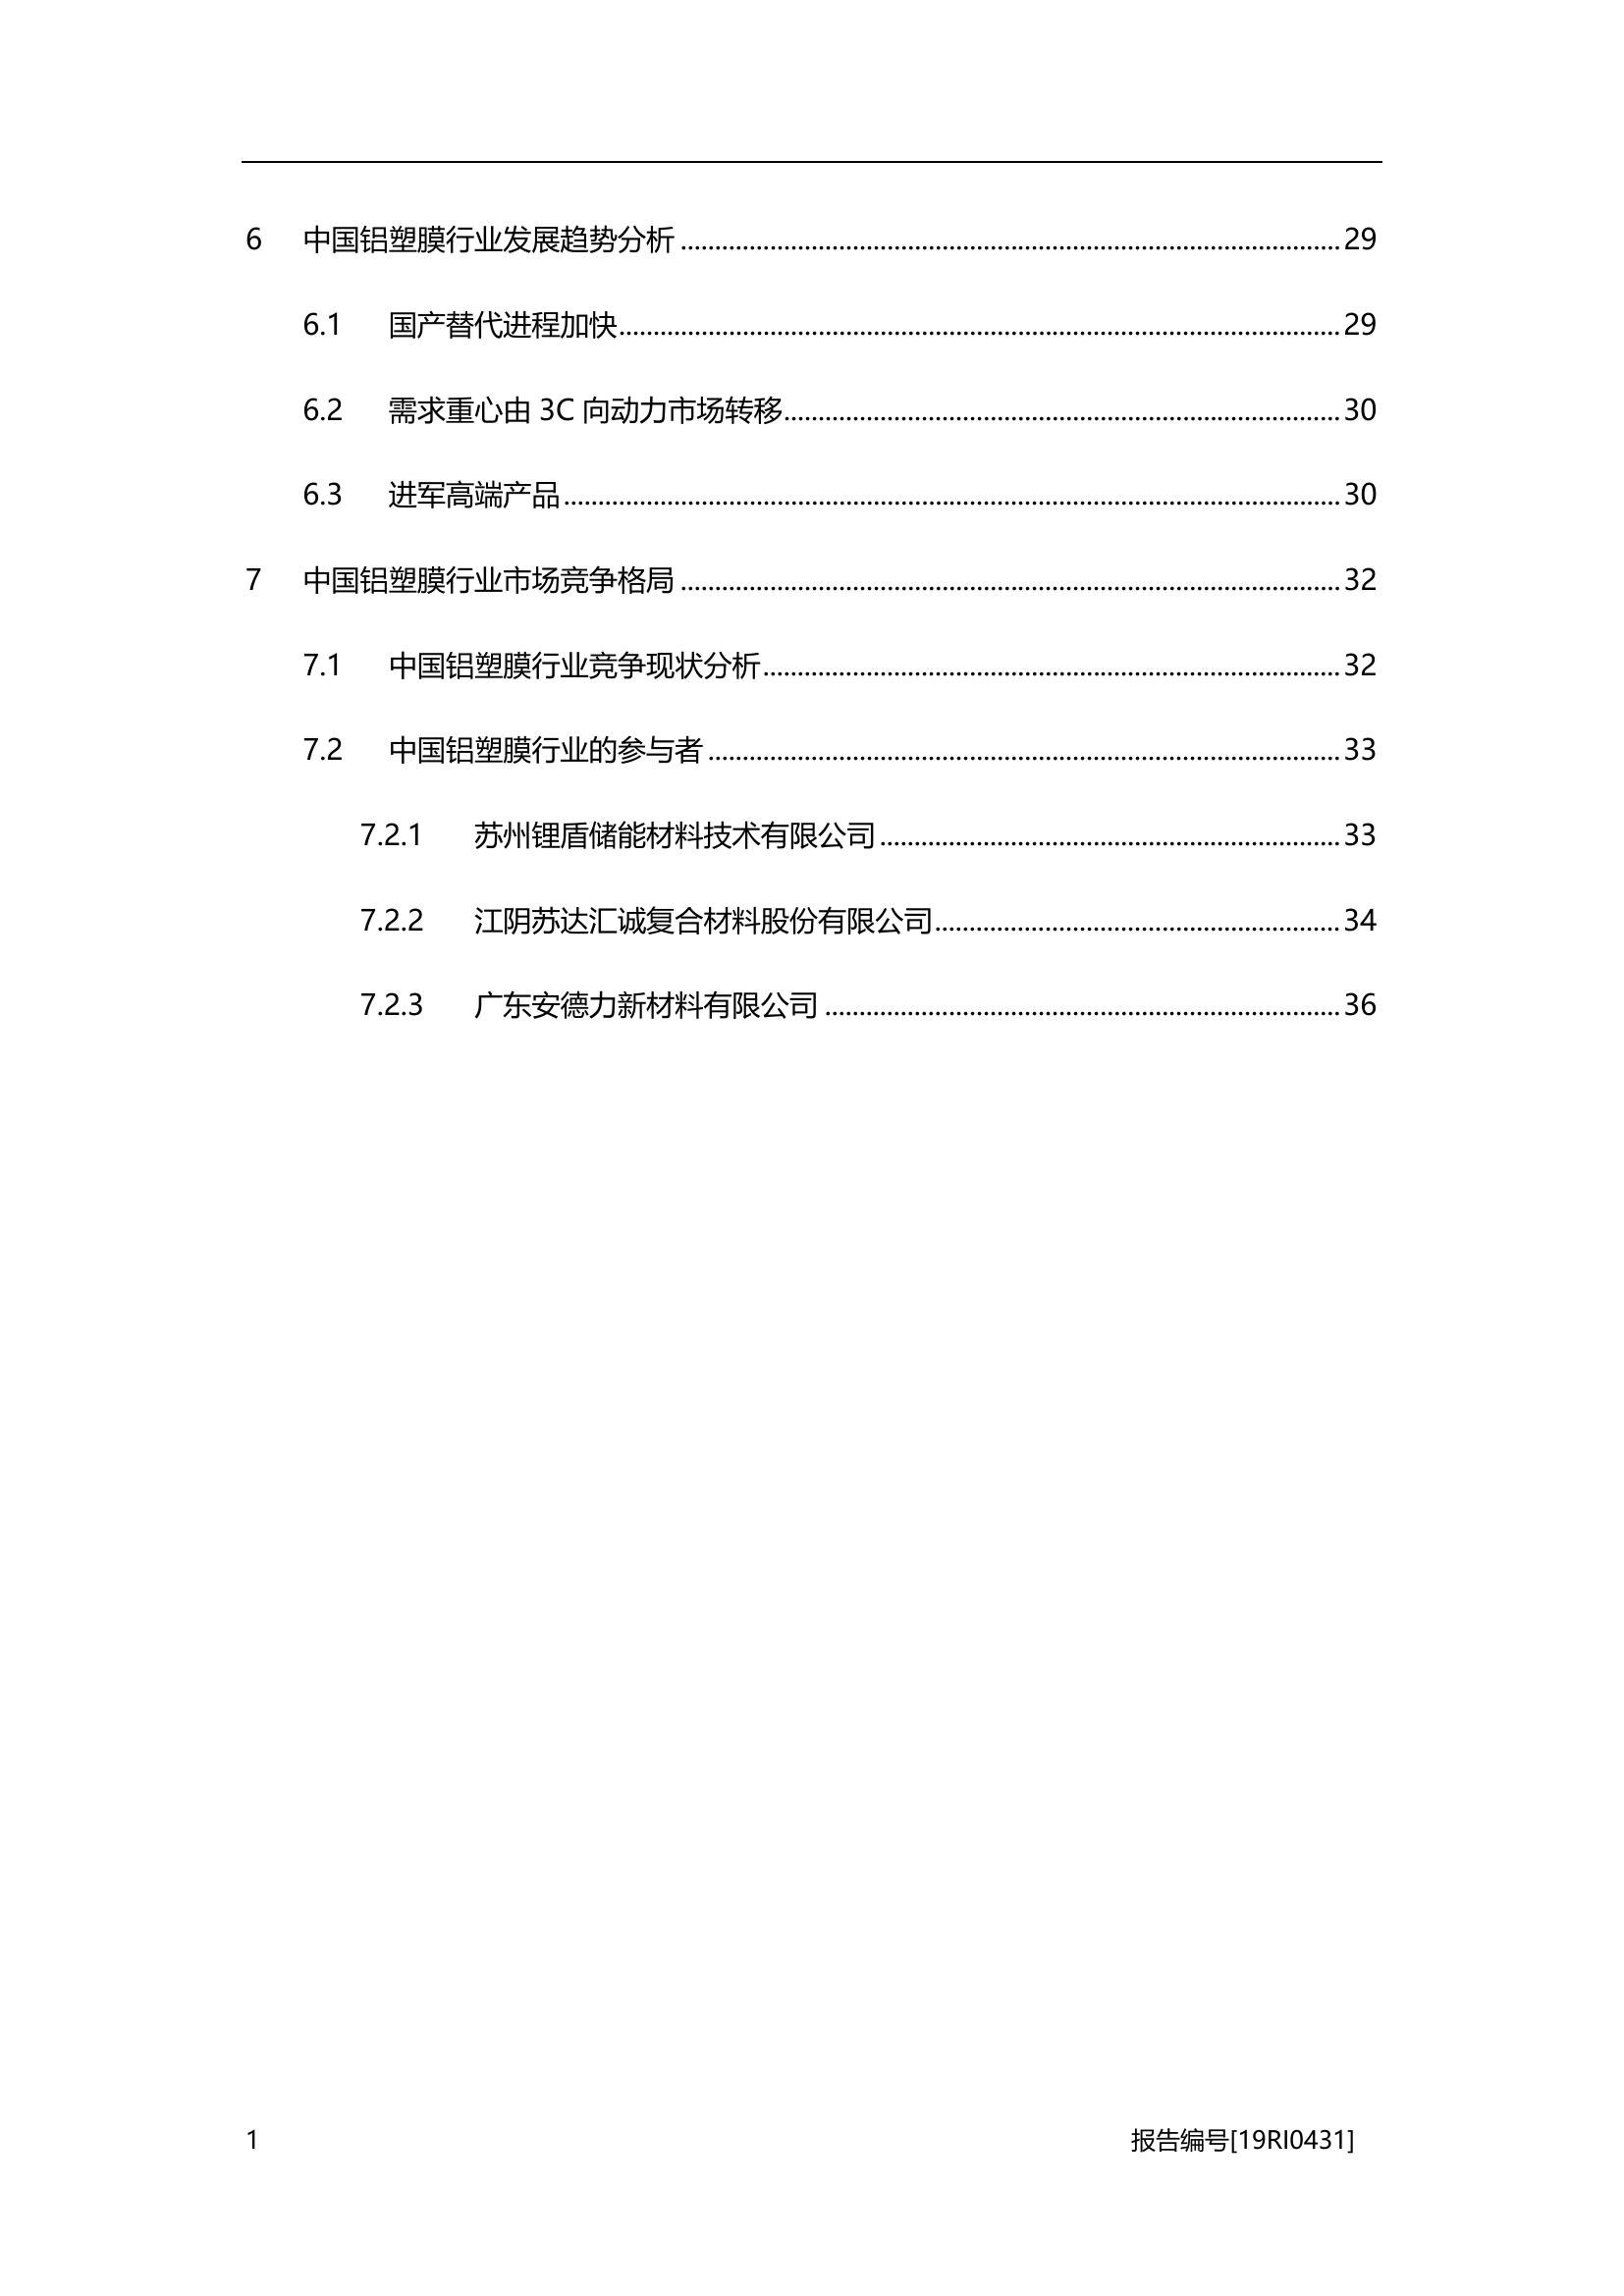 6 中国铝塑膜行业发展趋势分析 ........ 29
6.1 国产替代进程加快 ........ 29
6.2 需求重心由 3C 向动力市场转移 ........ 30
6.3 进军高端产品 ........ 30
7 中国铝塑膜行业市场竞争格局 ........ 32
7.1 中国铝塑膜行业竞争现状分析 ........ 32
7.2 中国铝塑膜行业的参与者 ........ 33
7.2.1 苏州锂盾储能材料技术有限公司 ........ 33
7.2.2 江阴苏达汇诚复合材料股份有限公司 ........ 34
7.2.3 广东安德力新材料有限公司 ........ 36
1 报告编号[19RI0431]